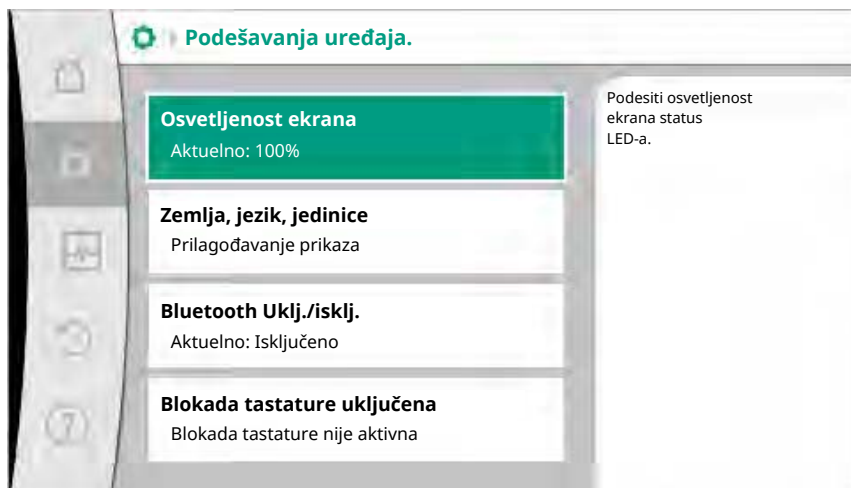 Podešavanja uređaja.
Osvetljenost ekrana
Aktuelno: 100%
Podesiti osvetljenost
ekrana status
LED-a.
Zemlja, jezik, jedinice
Prilagođavanje prikaza
Bluetooth Uklj./isklj.
Aktuelno: Isključeno
Blokada tastature uključena
Blokada tastature nije aktivna